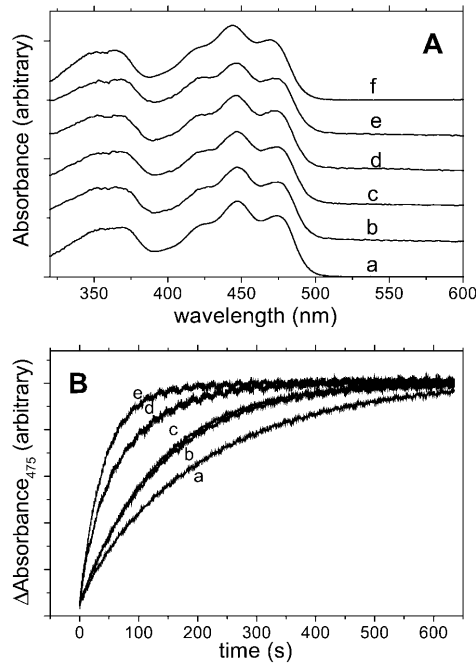 A
Absorbance (arbitrary)
f
e
d
c
b
a
350 400 450 500 550 600
wavelength (nm)
B
ΔAbsorbance475 (arbitrary)
e
d
c
b
a
0 100 200 300 400 500 600
time (s)